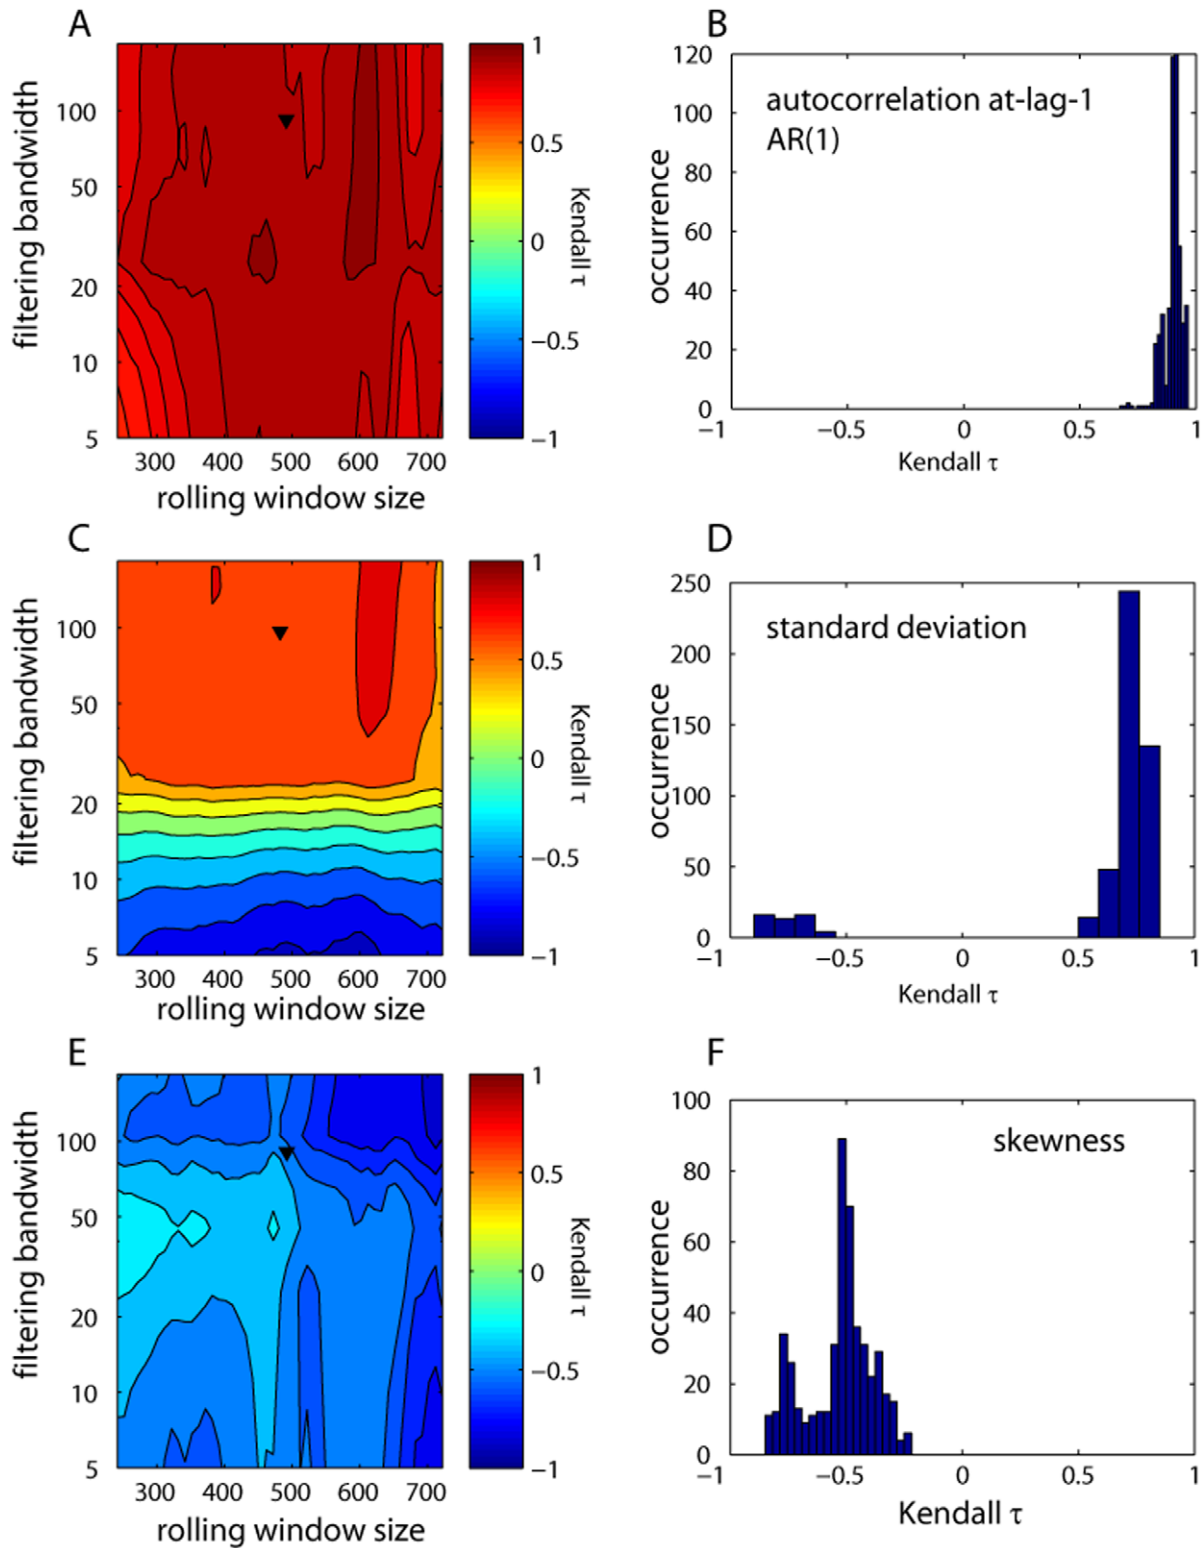 A
filtering bandwidth
100
50
20
10
5
300 400 500 600 700
rolling window size
1
0.5
0
−0.5
−1
Kendall τ
B
autocorrelation at-lag-1
AR(1)
occurrence
120
100
80
60
40
20
0
−1 −0.5 0 0.5 1
Kendall τ
C
filtering bandwidth
100
50
20
10
5
300 400 500 600 700
rolling window size
1
0.5
0
−0.5
−1
Kendall τ
D
standard deviation
occurrence
250
200
150
100
50
0
−1 −0.5 0 0.5 1
Kendall τ
E
filtering bandwidth
100
50
20
10
5
300 400 500 600 700
rolling window size
1
0.5
0
−0.5
−1
Kendall τ
F
skewness
occurrence
100
80
60
40
20
0
−1 −0.5 0 0.5 1
Kendall τ